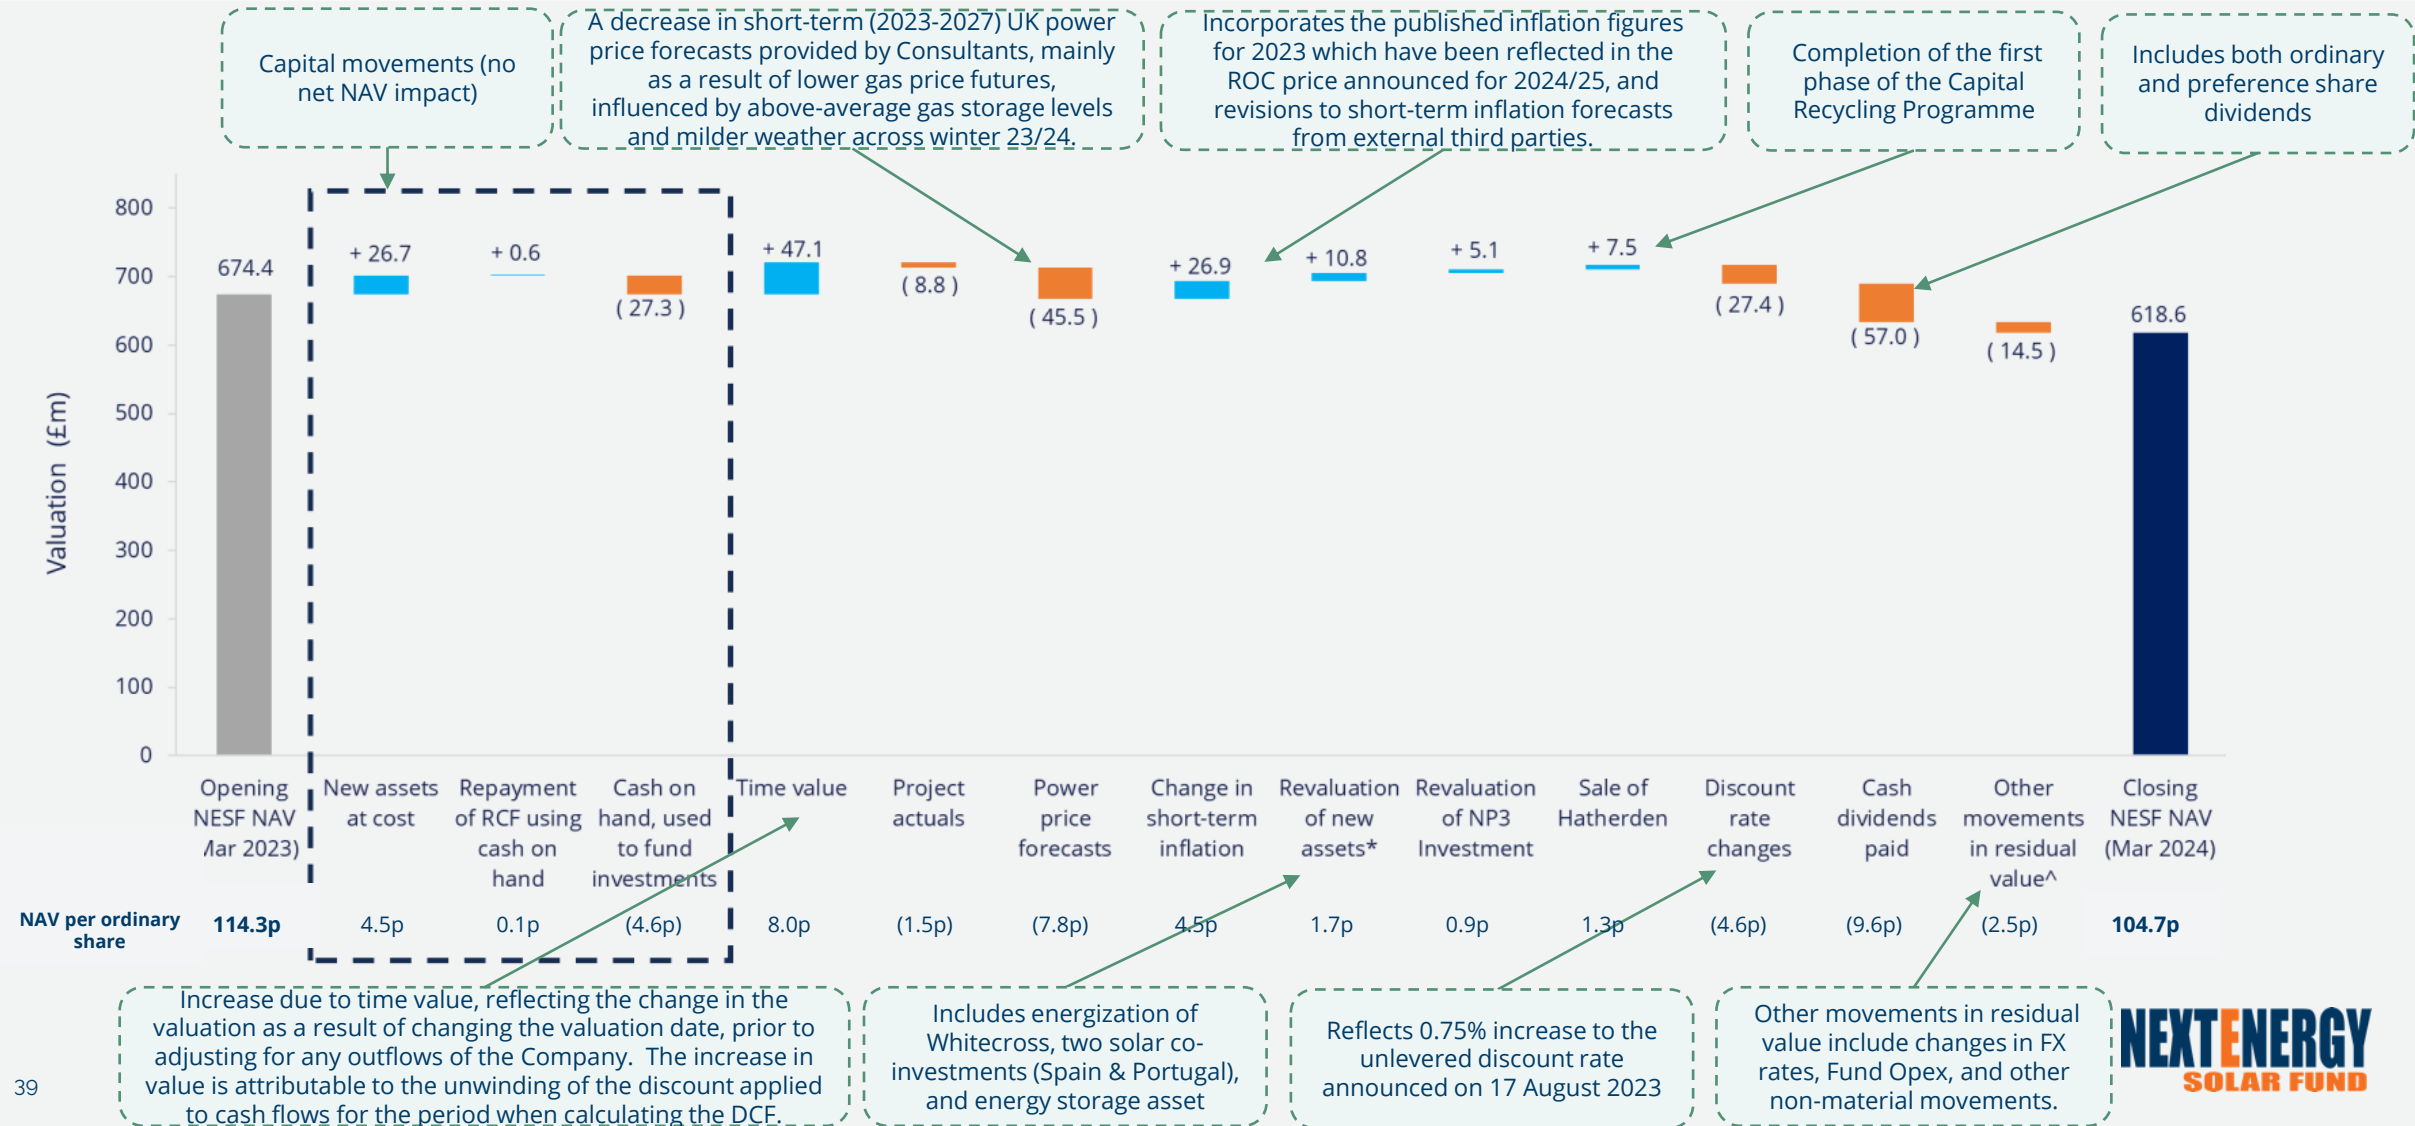 Capital movements (no
net NAV impact)
A decrease in short-term (2023-2027) UK power
price forecasts provided by Consultants, mainly
as a result of lower gas price futures,
influenced by above-average gas storage levels
and milder weather across winter 23/24.
Incorporates the published inflation figures
for 2023 which have been reflected in the
ROC price announced for 2024/25, and
revisions to short-term inflation forecasts
from external third parties.
Completion of the first
phase of the Capital
Recycling Programme
Includes both ordinary
and preference share
dividends
Valuation (£m)
800
700
600
500
400
300
200
100
0
674.4
+ 26.7
+ 0.6
( 27.3 )
+ 47.1
( 8.8 )
( 45.5 )
+ 26.9
+ 10.8
+ 5.1
+ 7.5
( 27.4 )
( 57.0 )
( 14.5 )
618.6
Opening
NESF NAV
Mar 2023)
New assets
at cost
Repayment
of RCF using
cash on
hand
Cash on
hand, used
to fund
investments
Time value
Project
actuals
Power
price
forecasts
Change in
short-term
inflation
Revaluation
of new
assets*
Revaluation
of NP3
Investment
Sale of
Hatherden
Discount
rate
changes
Cash
dividends
paid
Other
movements
in residual
value^
Closing
NESF NAV
(Mar 2024)
NAV per ordinary
share
114.3p
4.5p
0.1p
(4.6p)
8.0p
(1.5p)
(7.8p)
4.5p
1.7p
0.9p
1.3p
(4.6p)
(9.6p)
(2.5p)
104.7p
Increase due to time value, reflecting the change in the
valuation as a result of changing the valuation date, prior to
adjusting for any outflows of the Company. The increase in
value is attributable to the unwinding of the discount applied
to cash flows for the period when calculating the DCF.
Includes energization of
Whitecross, two solar co-
investments (Spain & Portugal),
and energy storage asset
Reflects 0.75% increase to the
unlevered discount rate
announced on 17 August 2023
Other movements in residual
value include changes in FX
rates, Fund Opex, and other
non-material movements.
NEXTENERGY
SOLAR FUND
39